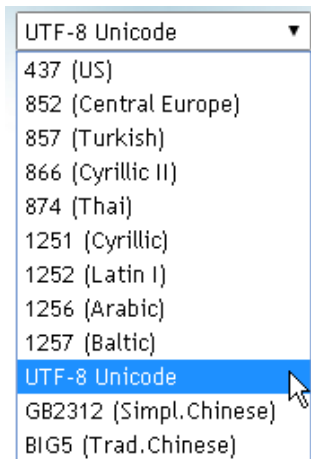 UTF-8 Unicode
437 (US)
852 (Central Europe)
857 (Turkish)
866 (Cyrillic II)
874 (Thai)
1251 (Cyrillic)
1252 (Latin I)
1256 (Arabic)
1257 (Baltic)
UTF-8 Unicode
GB2312 (Simpl.Chinese)
BIG5 (Trad.Chinese)